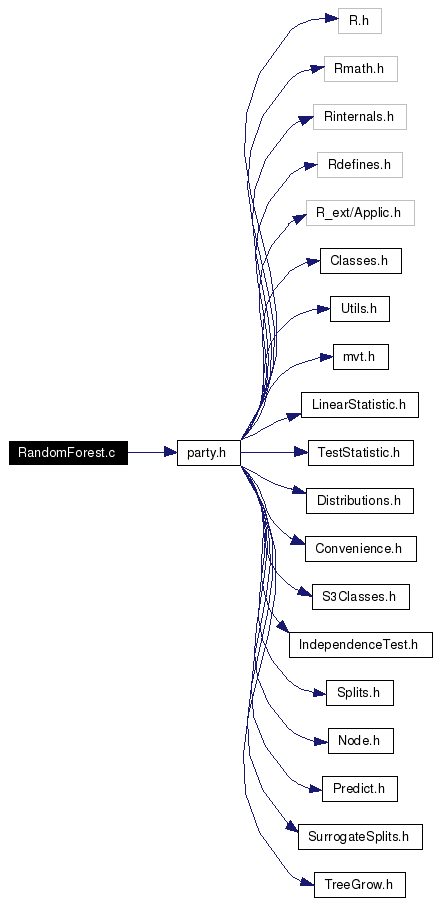 R.h
Rmath.h
Rinternals.h
Rdefines.h
R_ext/Applic.h
Classes.h
Utils.h
mvt.h
LinearStatistic.h
RandomForest.c
party.h
TestStatistic.h
Distributions.h
Convenience.h
S3Classes.h
IndependenceTest.h
Splits.h
Node.h
Predict.h
SurrogateSplits.h
TreeGrow.h